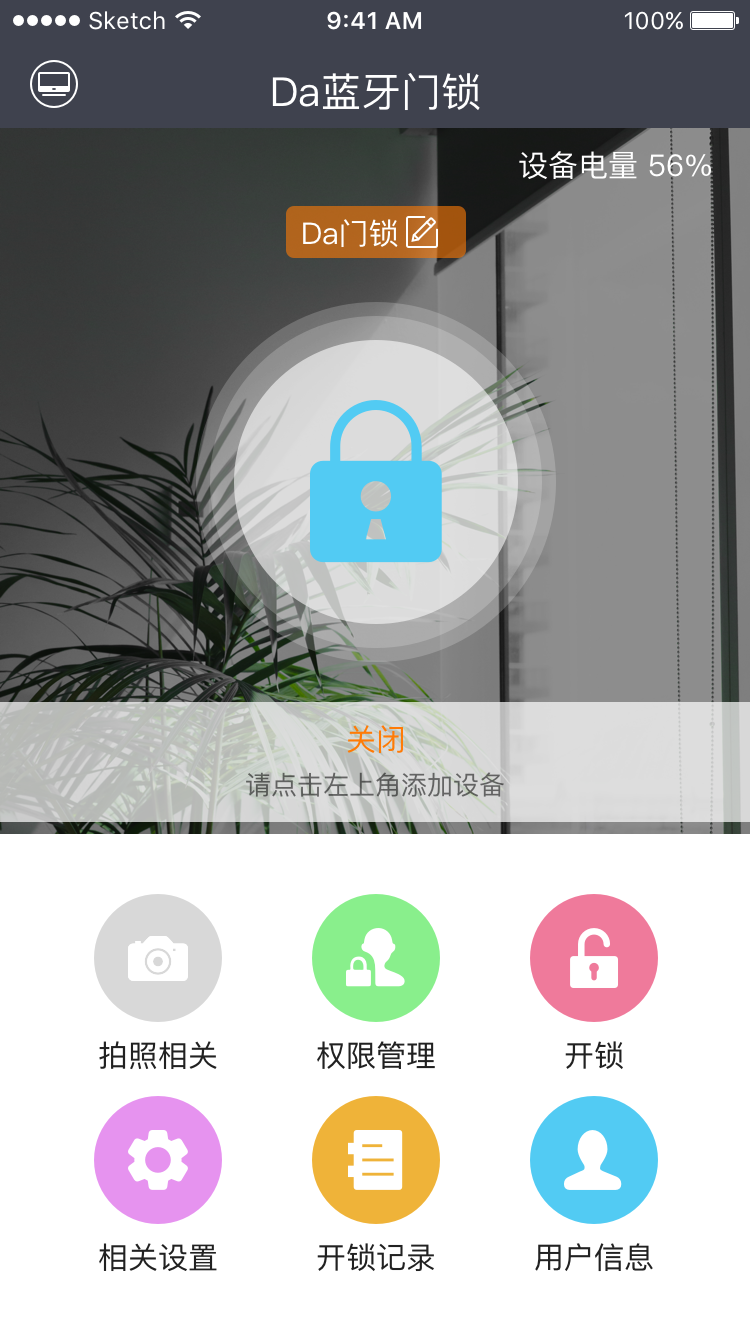 Sketch 9:41 AM 100%
Da蓝牙门锁
设备电量 56%
Da门锁
关闭
请点击左上角添加设备
拍照相关 权限管理 开锁
相关设置 开锁记录 用户信息